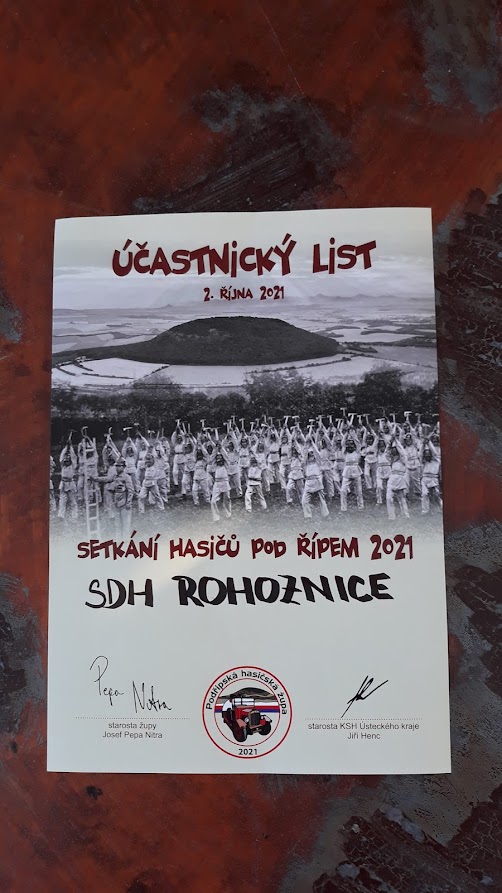 ÚČASTNICKÝ LIST
2. ŘÍJNA 2021
SETKÁNÍ HASIČŮ POD ŘÍPEM 2021
SDH ROHOZNICE
Pepa Nitra
Podřipská hasičská župa
2021
starosta župy
Josef Pepa Nitra
starosta KSH Ústeckého kraje
Jiří Henc